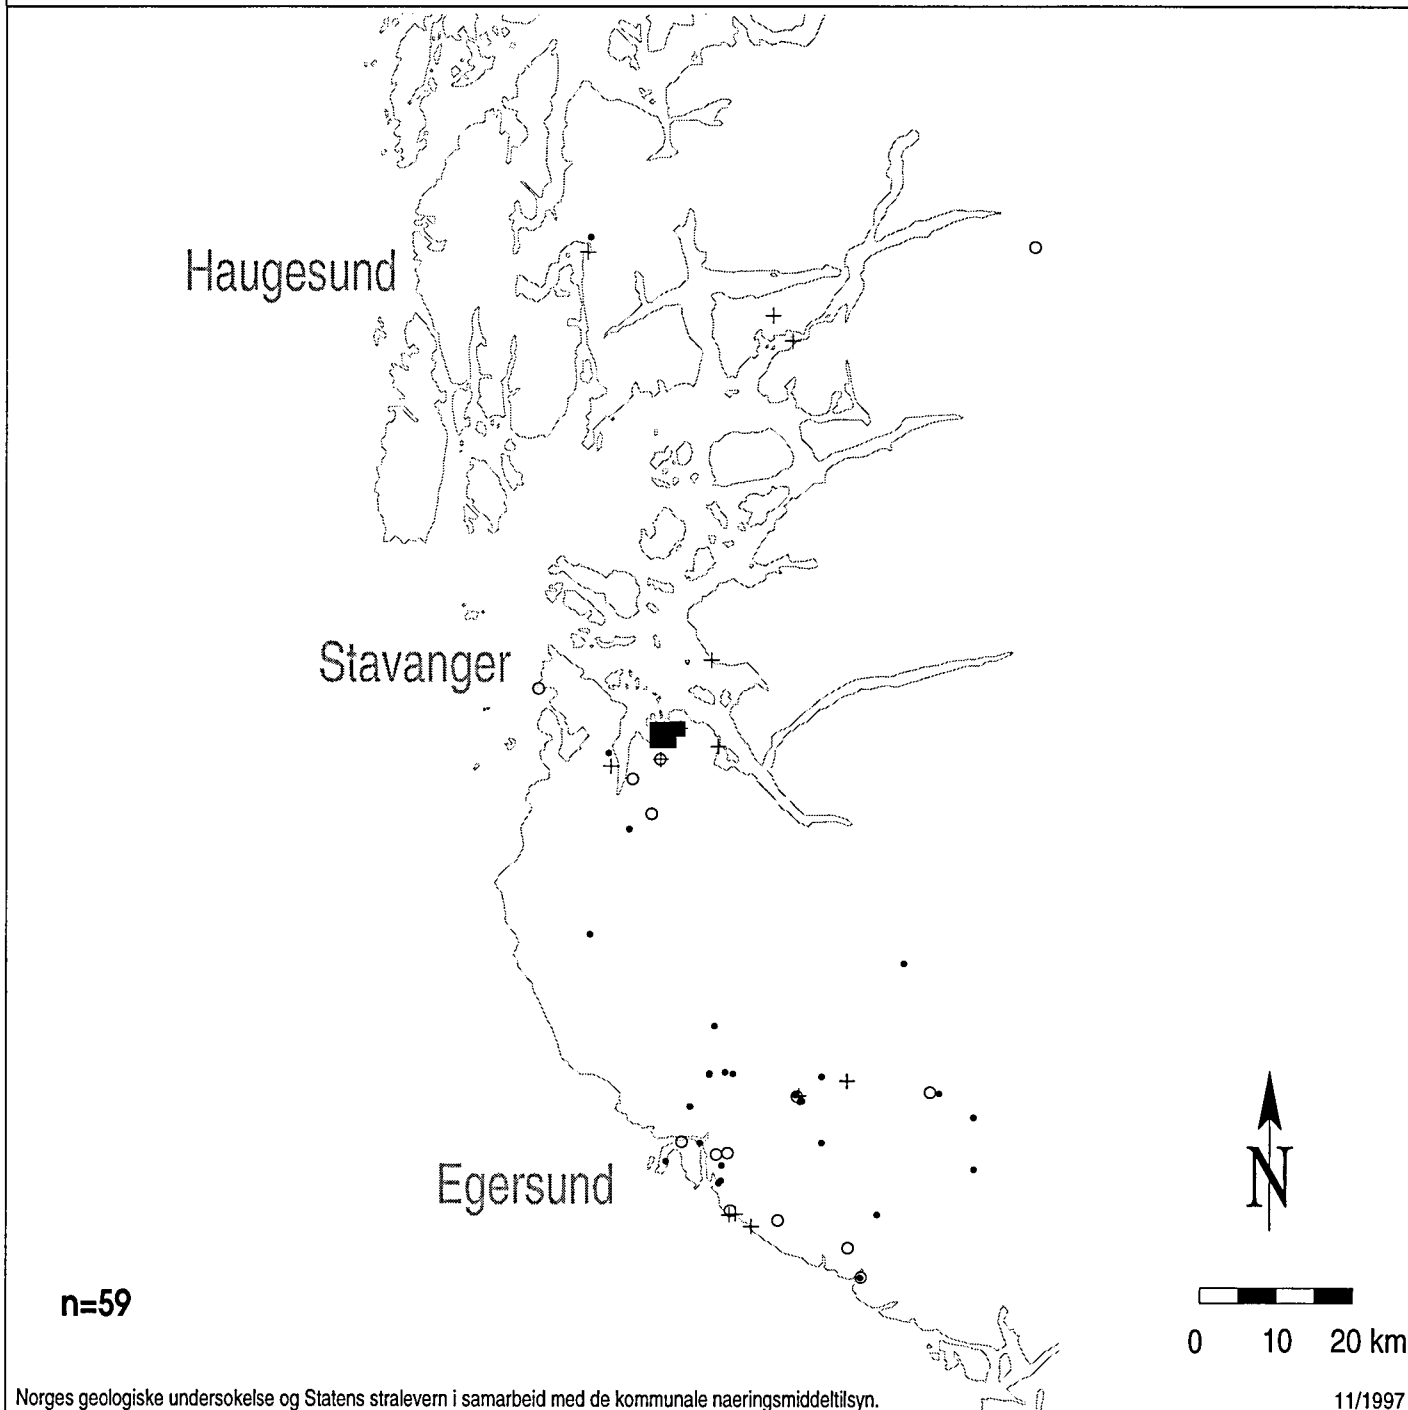 Haugesund
Stavanger
Egersund
N
n=59
0 10 20 km
Norges geologiske undersokelse og Statens stralevern i samarbeid med de kommunale naeringsmiddeltilsyn.
11/1997